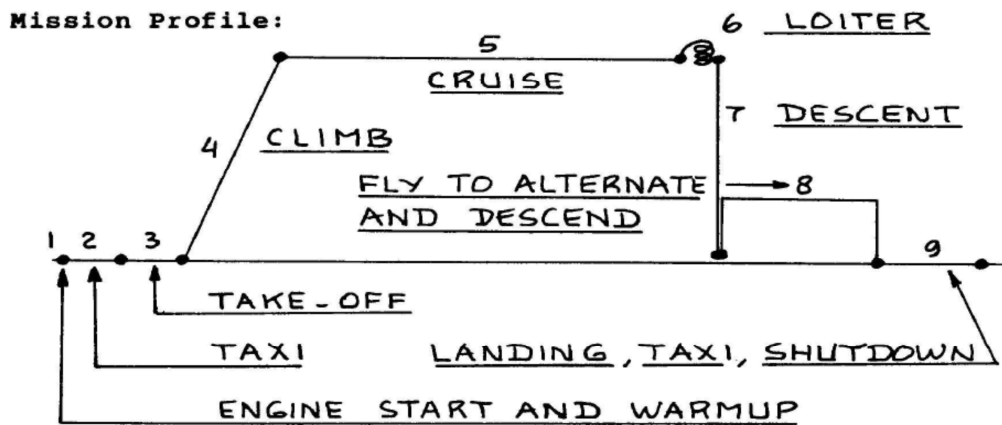 Mission Profile:
6 LOITER
5
CRUISE
7 DESCENT
4 CLIMB
FLY TO ALTERNATE 8
AND DESCEND
1 2 3 9
TAKE-OFF
TAXI LANDING, TAXI, SHUTDOWN
ENGINE START AND WARMUP